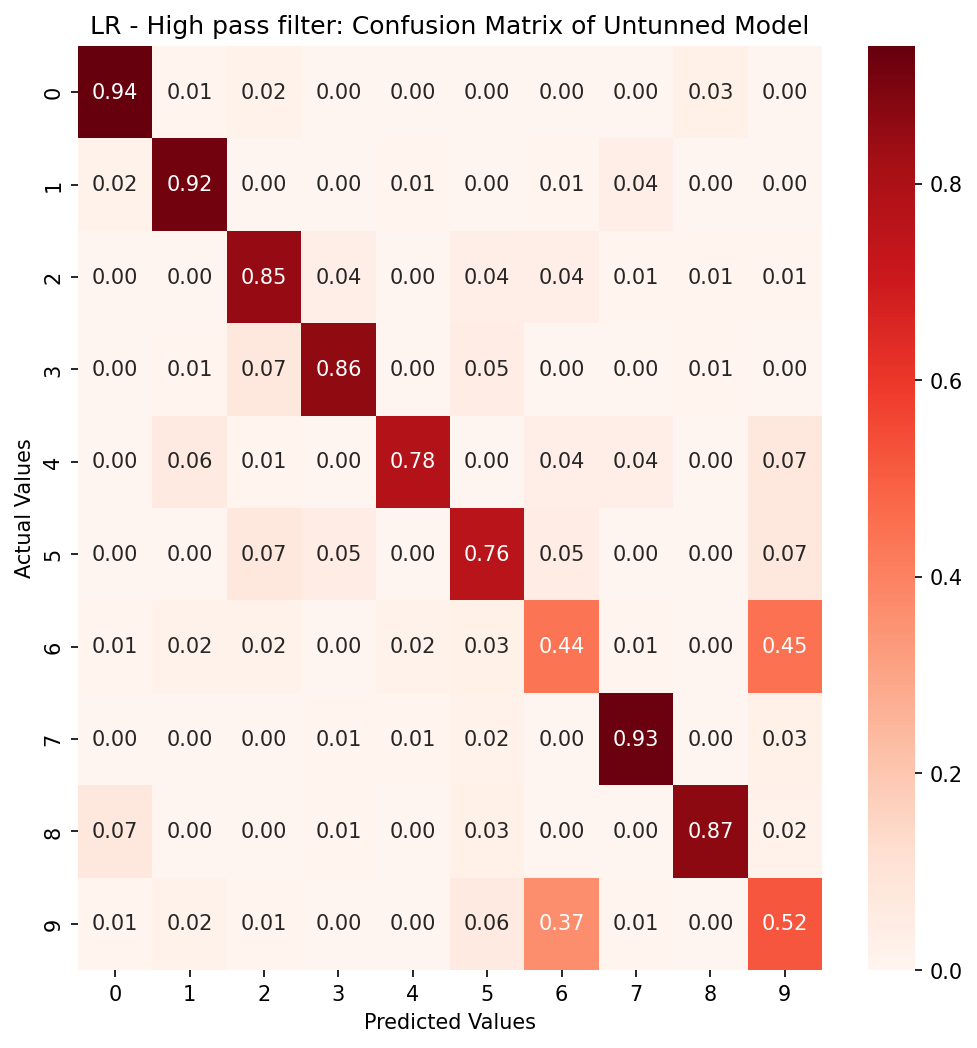 LR - High pass filter: Confusion Matrix of Untunned Model
0 0.94 0.01 0.02 0.00 0.00 0.00 0.00 0.00 0.03 0.00
1 0.02 0.92 0.00 0.00 0.01 0.00 0.01 0.04 0.00 0.00
2 0.00 0.00 0.85 0.04 0.00 0.04 0.04 0.01 0.01 0.01
3 0.00 0.01 0.07 0.86 0.00 0.05 0.00 0.00 0.01 0.00
4 0.00 0.06 0.01 0.00 0.78 0.00 0.04 0.04 0.00 0.07
5 0.00 0.00 0.07 0.05 0.00 0.76 0.05 0.00 0.00 0.07
6 0.01 0.02 0.02 0.00 0.02 0.03 0.44 0.01 0.00 0.45
7 0.00 0.00 0.00 0.01 0.01 0.02 0.00 0.93 0.00 0.03
8 0.07 0.00 0.00 0.01 0.00 0.03 0.00 0.00 0.87 0.02
9 0.01 0.02 0.01 0.00 0.00 0.06 0.37 0.01 0.00 0.52
0 1 2 3 4 5 6 7 8 9
Predicted Values
Actual Values
0.8
0.6
0.4
0.2
0.0